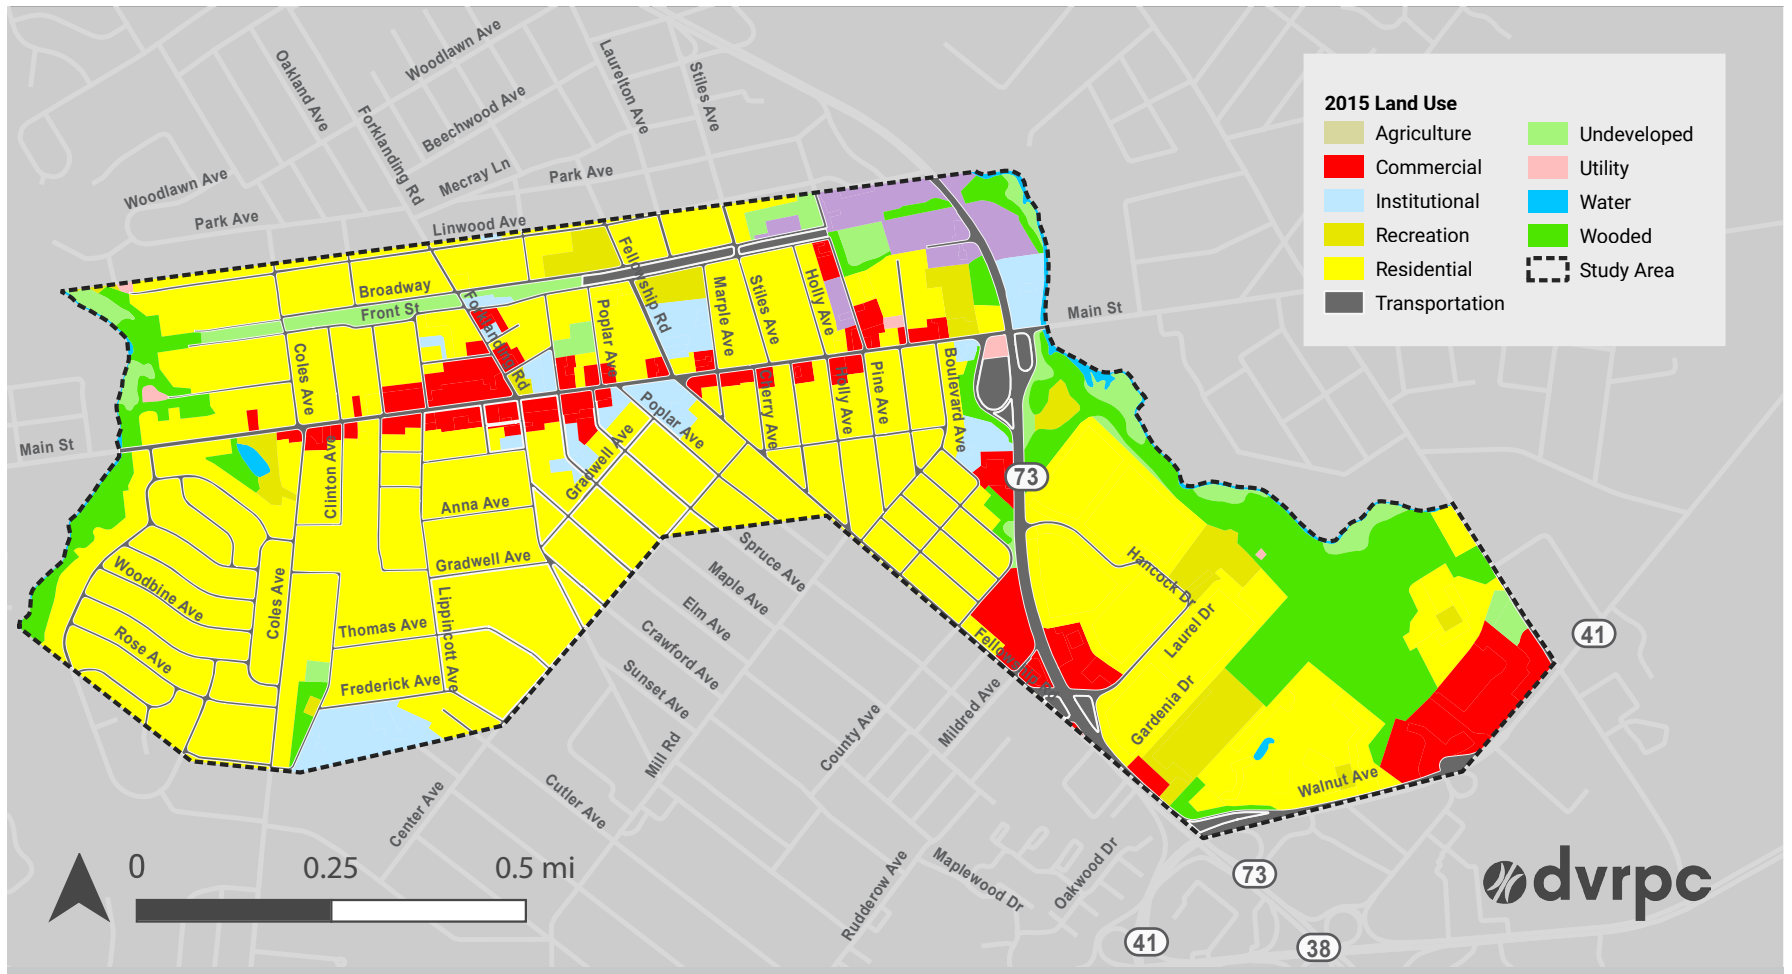 Woodlawn Ave
Laurelton Ave
Stiles Ave
Oakland Ave
Forklanding Rd
Beechwood Ave
Mecray Ln
Park Ave
Woodlawn Ave
Park Ave
Linwood Ave
2015 Land Use
Agriculture
Commercial
Institutional
Recreation
Residential
Transportation
Undeveloped
Utility
Water
Wooded
Study Area
Broadway
Front St
Forklanding Rd
Fellowship Rd
Poplar Ave
Marple Ave
Stiles Ave
Holly Ave
Main St
Coles Ave
Cherry Ave
Holly Ave
Pine Ave
Boulevard Ave
Poplar Ave
Gradwell Ave
Main St
Clinton Ave
Anna Ave
73
Gradwell Ave
Woodbine Ave
Rose Ave
Coles Ave
Thomas Ave
Lippincott Ave
Frederick Ave
Spruce Ave
Maple Ave
Elm Ave
Crawford Ave
Sunset Ave
Mill Rd
County Ave
Mildred Ave
Fellowship Rd
Hancock Dr
Laurel Dr
Gardenia Dr
Walnut Ave
41
Center Ave
Cutler Ave
Rudderow Ave
Maplewood Dr
Oakwood Dr
73
41
38
0 0.25 0.5 mi
dvrpc